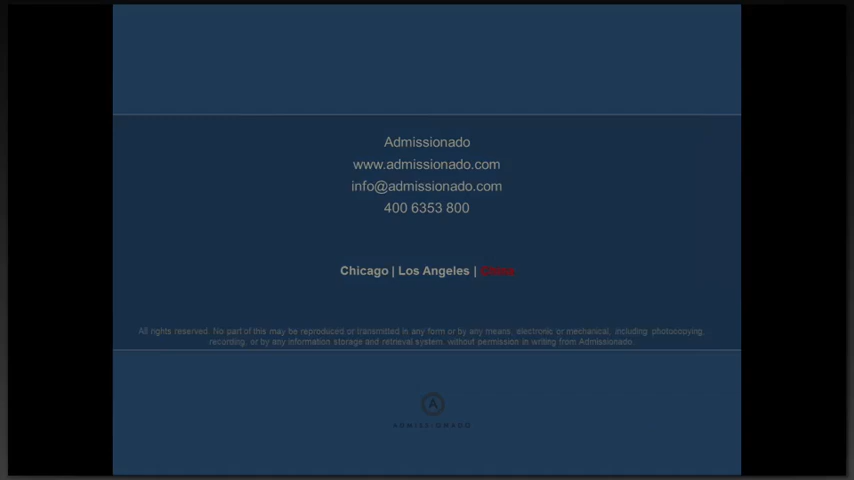 Admissionado
www.admissionado.com
info@admissionado.com
400 6353 800
Chicago | Los Angeles | China
All rights reserved. No part of this may be reproduced or transmitted in any form or by any means, electronic or mechanical, including photocopying,
recording, or by any information storage and retrieval system, without permission in writing from Admissionado.
A
ADMISSIONADO